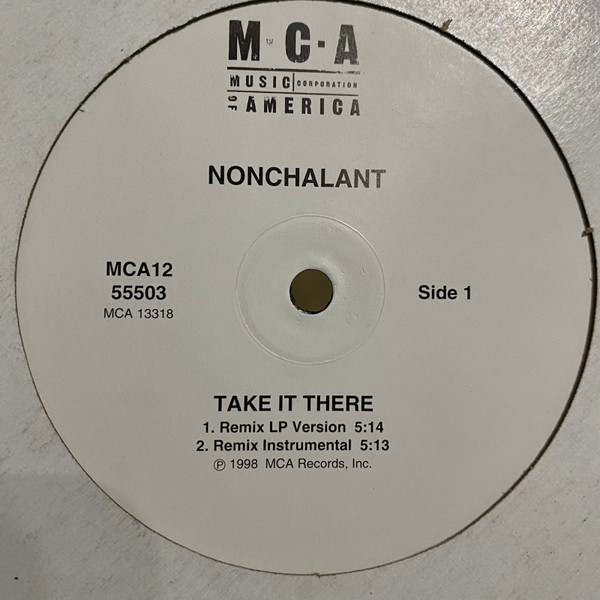 M·C·A
MUSIC CORPORATION
OF AMERICA
NONCHALANT
MCA12
55503
MCA 13318
Side 1
TAKE IT THERE
1. Remix LP Version 5:14
2. Remix Instrumental 5:13
℗ 1998 MCA Records, Inc.